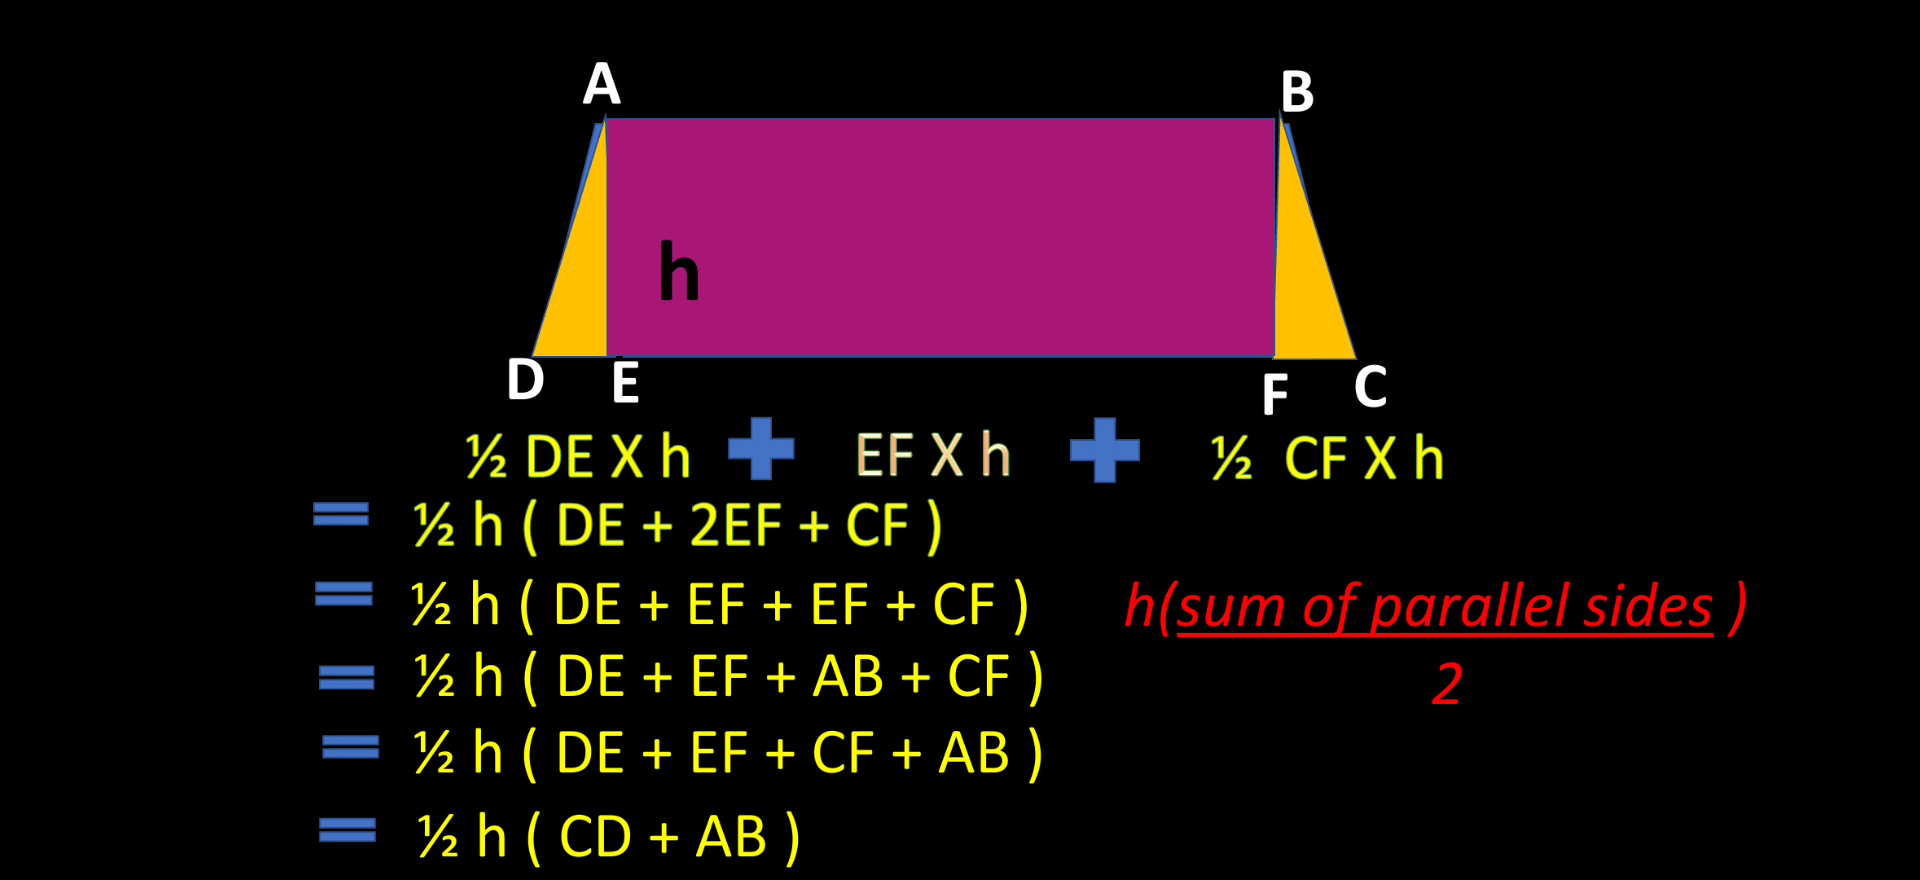 A B
h
D E F C
½ DE X h + EF X h + ½ CF X h
= ½ h ( DE + 2EF + CF )
= ½ h ( DE + EF + EF + CF ) h(sum of parallel sides )
2
= ½ h ( DE + EF + AB + CF )
= ½ h ( DE + EF + CF + AB )
= ½ h ( CD + AB )